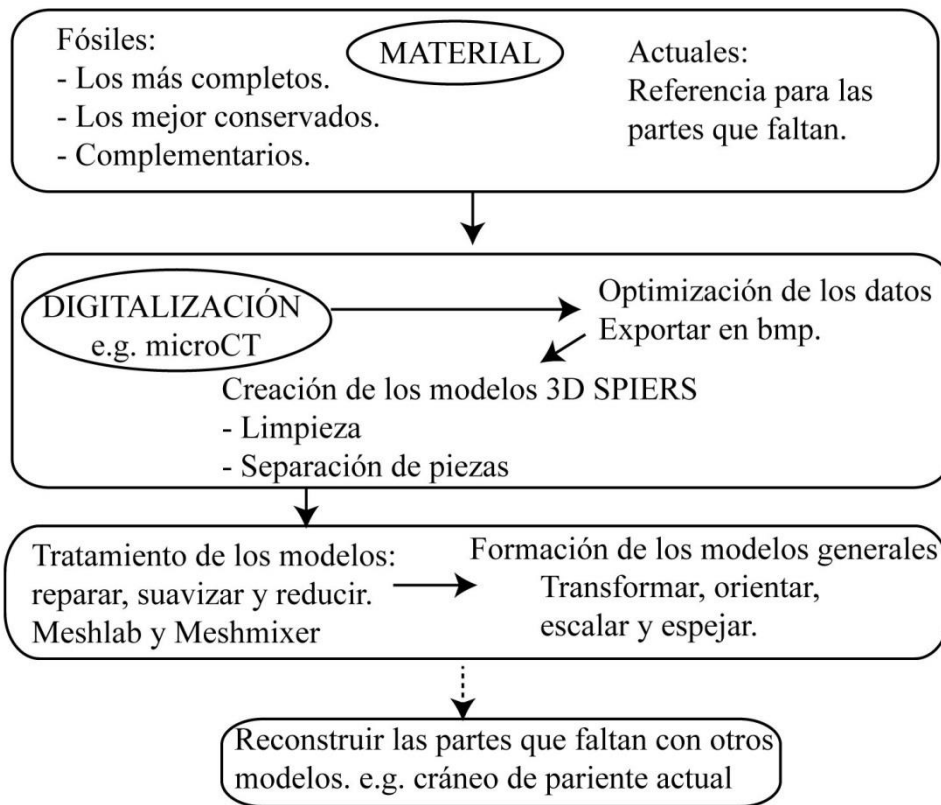 MATERIAL
Fósiles:
- Los más completos.
- Los mejor conservados.
- Complementarios.
Actuales:
Referencia para las
partes que faltan.
DIGITALIZACIÓN
e.g. microCT
Optimización de los datos
Exportar en bmp.
Creación de los modelos 3D SPIERS
- Limpieza
- Separación de piezas
Tratamiento de los modelos:
reparar, suavizar y reducir.
Meshlab y Meshmixer
Formación de los modelos generales
Transformar, orientar,
escalar y espejar.
Reconstruir las partes que faltan con otros
modelos. e.g. cráneo de pariente actual